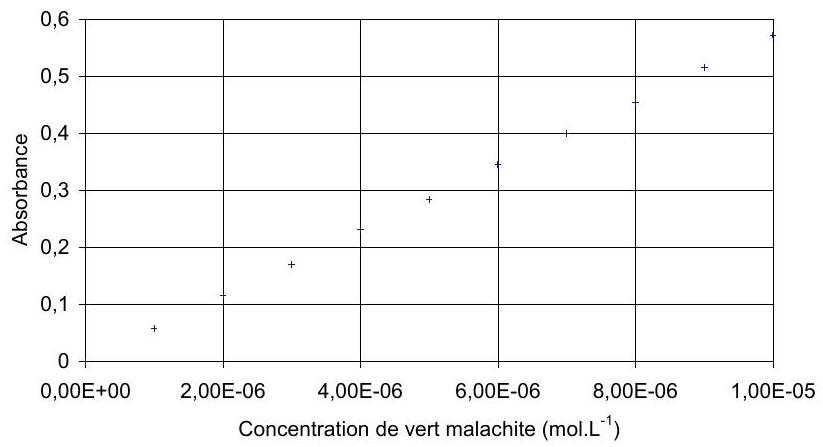 0,6
0,5
0,4
0,3
0,2
0,1
0
Absorbance
0,00E+00 2,00E-06 4,00E-06 6,00E-06 8,00E-06 1,00E-05
Concentration de vert malachite (mol.L⁻¹)